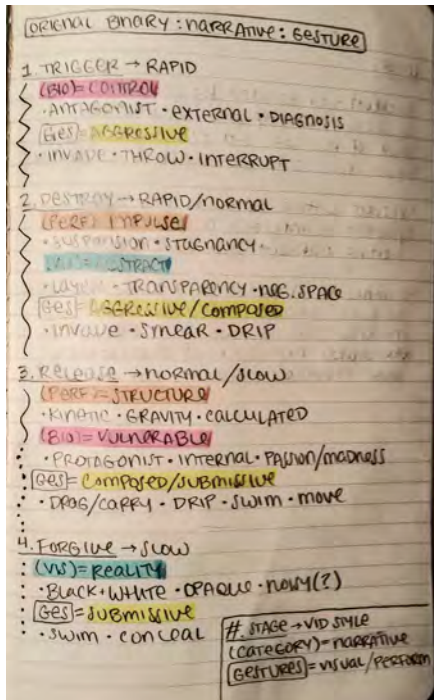 ORIGNAL BINARY : NARRATIVE : GESTURE
1. TRIGGER → RAPID
(BIO) = CONTROL
• ANTAGONIST • EXTERNAL • DIAGNOSIS
Ges = AGGRESSIVE
• INVADE • THROW • INTERRUPT
2. DESTROY → RAPID/NORMAL
(PERF) IMPULSE
• SUSPENSION • STAGNANCY
(VIS) = ABSTRACT
• LAYER • TRANSPARENCY • NEG. SPACE
Ges = AGGRESSIVE / COMPOSED
• INVADE • SMEAR • DRIP
3. RELEASE → NORMAL / SLOW
(PERF) = STRUCTURE
• KINETIC • GRAVITY • CALCULATED
(BIO) = VULNERABLE
• PROTAGONIST • INTERNAL • PASSION/MADNESS
Ges = COMPOSED/SUBMISSIVE
• DRAG/CARRY • DRIP • SWIM • MOVE
4. FORGIVE → SLOW
(VIS) = REALITY
• BLACK • WHITE • OPAQUE •
Ges = SUBMISSIVE
• SWIM • CONCEAL
#. STAGE → VID STYLE
(CATEGORY) = NARRATIVE
GESTURES = VISUAL/PERFORM